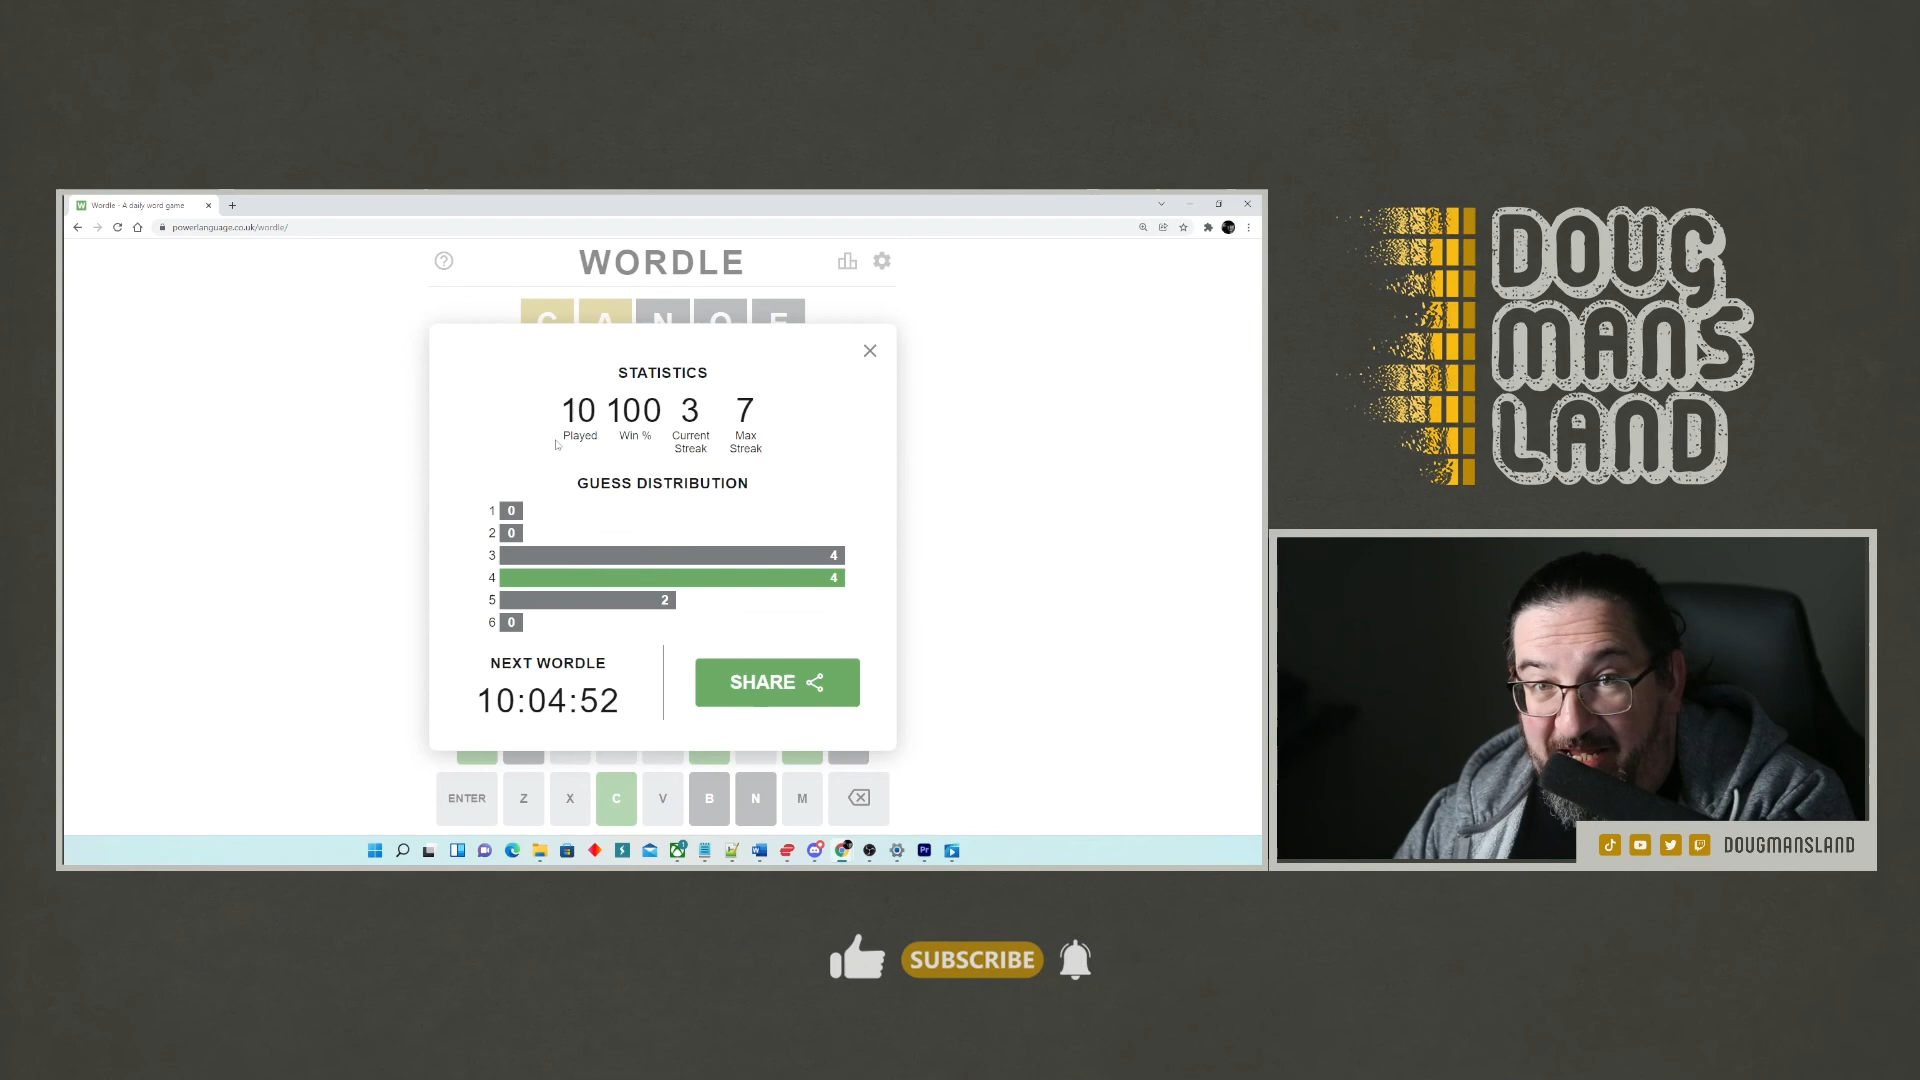 Wordle - A daily word game
powerlanguage.co.uk/wordle/
WORDLE
CANOE
STATISTICS
10 100 3 7
Played Win % Current Streak Max Streak
GUESS DISTRIBUTION
1 0
2 0
3 4
4 4
5 2
6 0
NEXT WORDLE
10:04:52
SHARE
ENTER Z X C V B N M
DOUG
MANS
LAND
DOUGMANSLAND
SUBSCRIBE